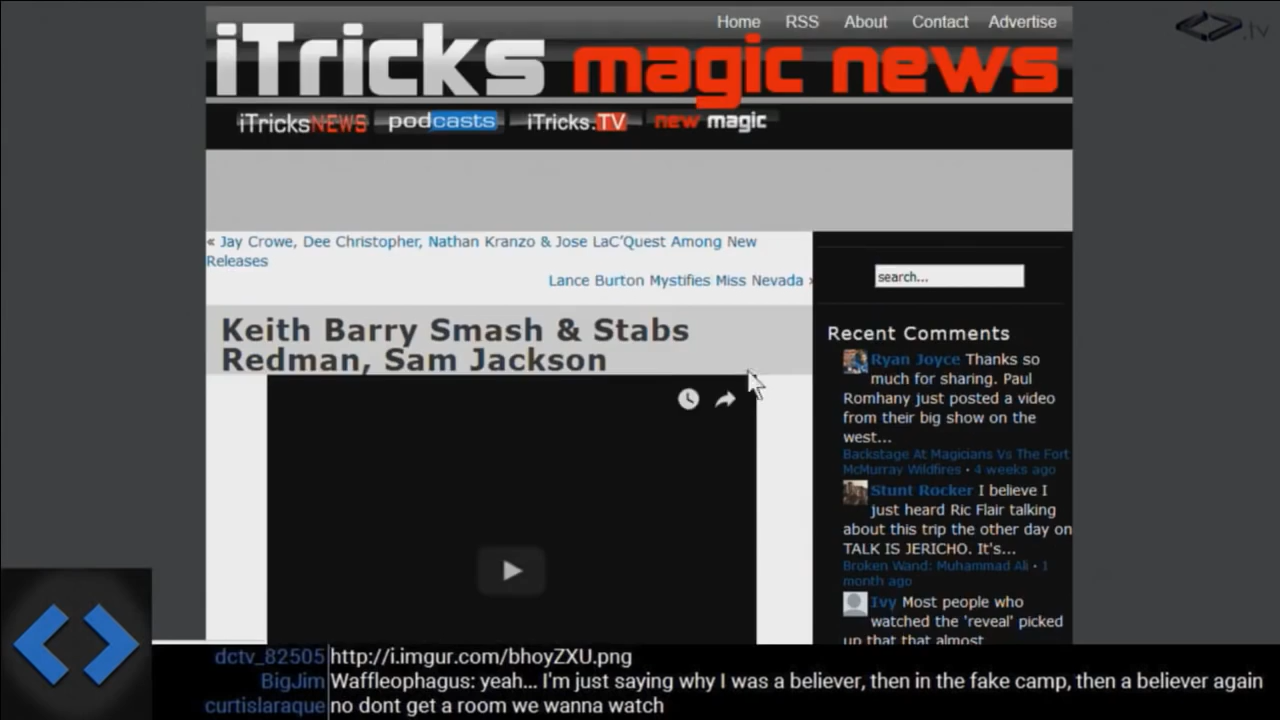 Home RSS About Contact Advertise
iTricks magic news
iTricksNEWS podcasts iTricks.TV new magic
« Jay Crowe, Dee Christopher, Nathan Kranzo & Jose LaC'Quest Among New
Releases
Lance Burton Mystifies Miss Nevada »
Keith Barry Smash & Stabs
Redman, Sam Jackson
search...
Recent Comments
Ryan Joyce Thanks so
much for sharing. Paul
Romhany just posted a video
from their big show on the
west...
Backstage At Magicians Vs The Fort
McMurray Wildfires • 4 weeks ago
Stunt Rocker I believe I
just heard Ric Flair talking
about this trip the other day on
TALK IS JERICHO. It's...
Broken Wand: Muhammad Ali • 1
month ago
Ivy Most people who
watched the 'reveal' picked
up that that almost
.tv
dctv_82505 http://i.imgur.com/bhoyZXU.png
BigJim Waffleophagus: yeah... I'm just saying why I was a believer, then in the fake camp, then a believer again
curtislaraque no dont get a room we wanna watch